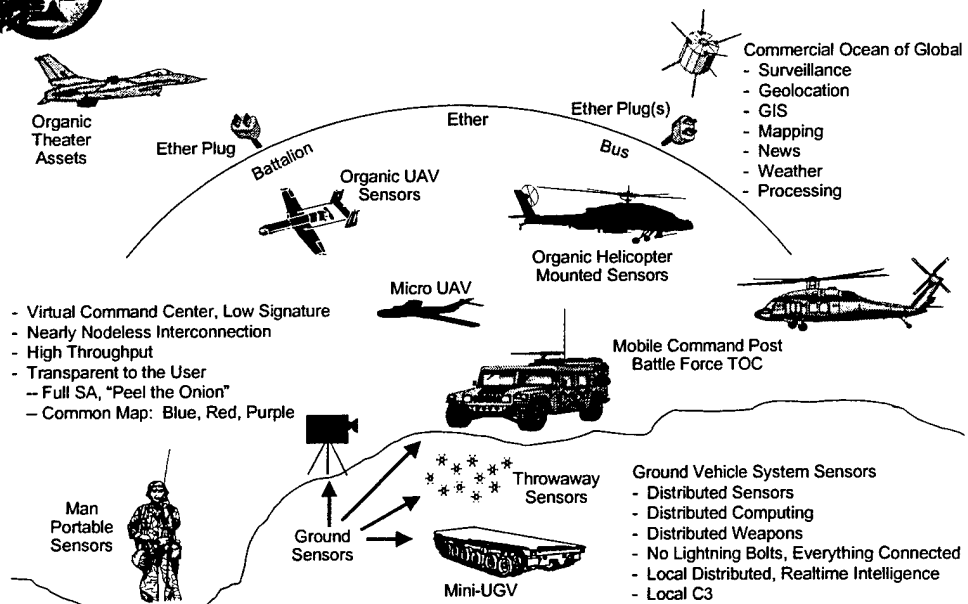 Commercial Ocean of Global
- Surveillance
- Geolocation
- GIS
- Mapping
- News
- Weather
- Processing
Organic
Theater
Assets
Ether Plug
Battalion
Ether
Ether Plug(s)
Bus
Organic UAV
Sensors
Organic Helicopter
Mounted Sensors
Micro UAV
- Virtual Command Center, Low Signature
- Nearly Nodeless Interconnection
- High Throughput
- Transparent to the User
-- Full SA, "Peel the Onion"
– Common Map: Blue, Red, Purple
Mobile Command Post
Battle Force TOC
Man
Portable
Sensors
Ground
Sensors
Throwaway
Sensors
Mini-UGV
Ground Vehicle System Sensors
- Distributed Sensors
- Distributed Computing
- Distributed Weapons
- No Lightning Bolts, Everything Connected
- Local Distributed, Realtime Intelligence
- Local C3